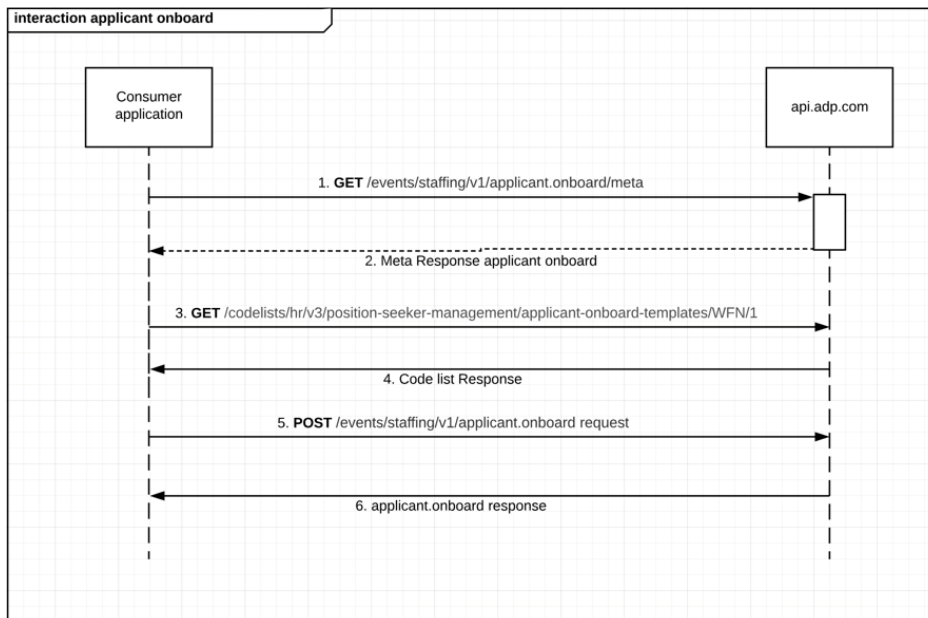 interaction applicant onboard
Consumer
application
api.adp.com
1. GET /events/staffing/v1/applicant.onboard/meta
2. Meta Response applicant onboard
3. GET /codelists/hr/v3/position-seeker-management/applicant-onboard-templates/WFN/1
4. Code list Response
5. POST /events/staffing/v1/applicant.onboard request
6. applicant.onboard response